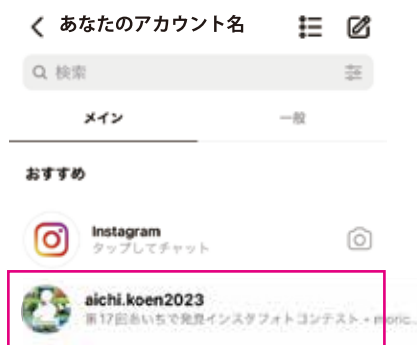 あなたのアカウント名
検索
メイン
一般
おすすめ
Instagram
タップしてチャット
aichi.koen2023
第17回あいちで発見インスタフォトコンテスト・moric...